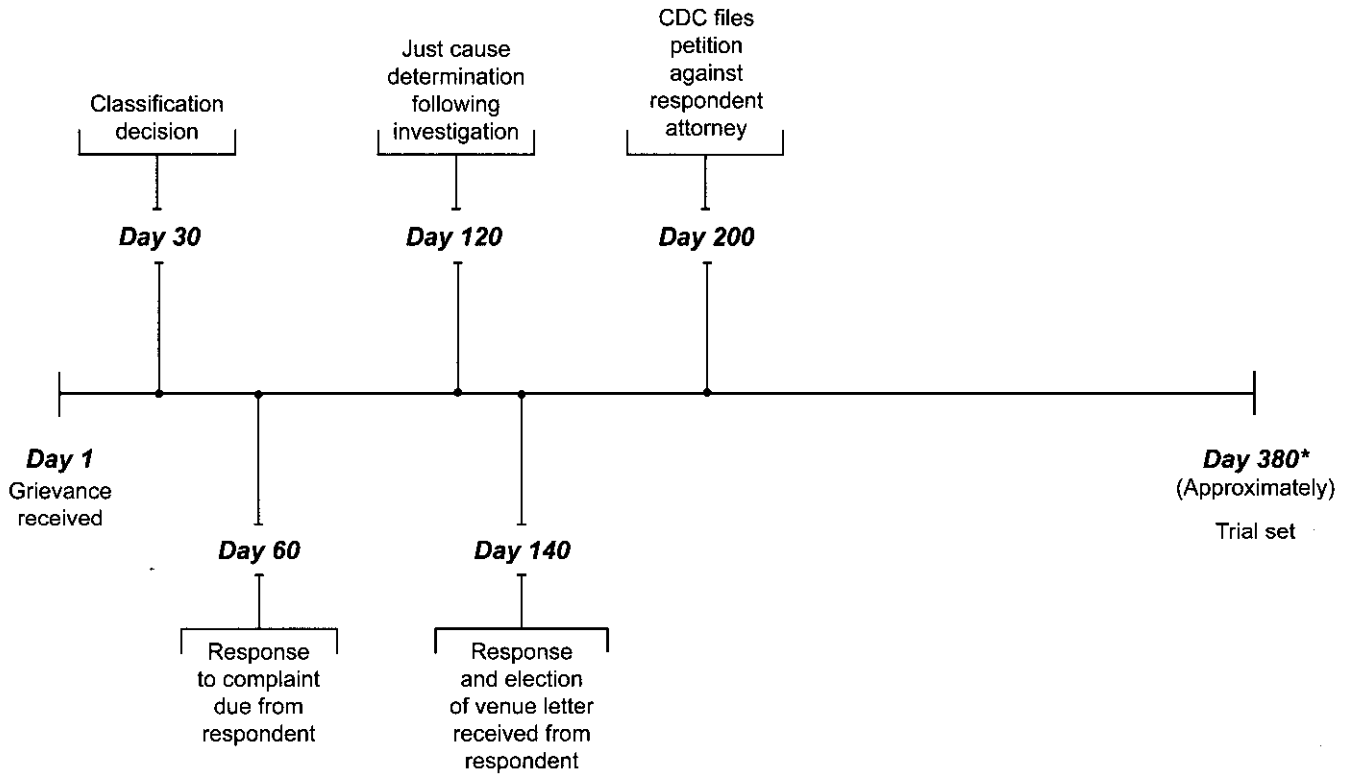 CDC files
petition
against
respondent
attorney
Just cause
determination
following
investigation
Classification
decision
Day 30
Day 120
Day 200
Day 1
Grievance
received
Day 380*
(Approximately)
Trial set
Day 60
Day 140
Response
to complaint
due from
respondent
Response
and election
of venue letter
received from
respondent